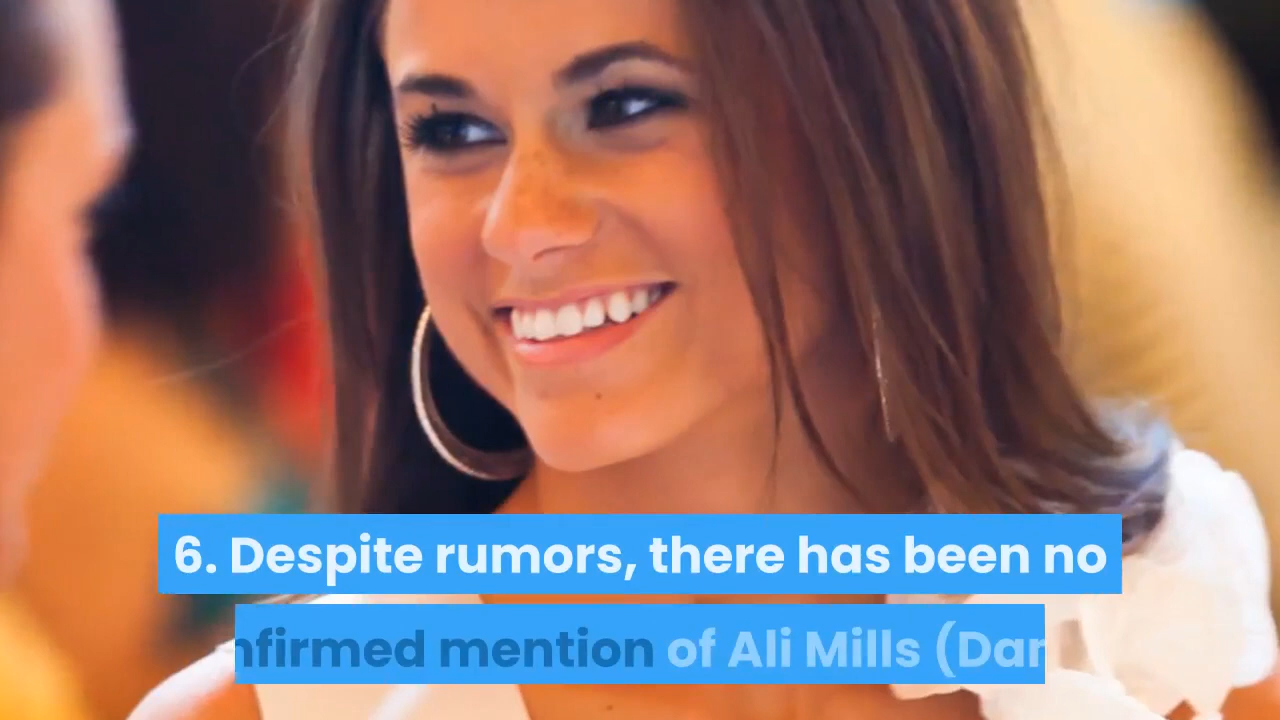 6. Despite rumors, there has been no
nfirmed mention of Ali Mills (Dar